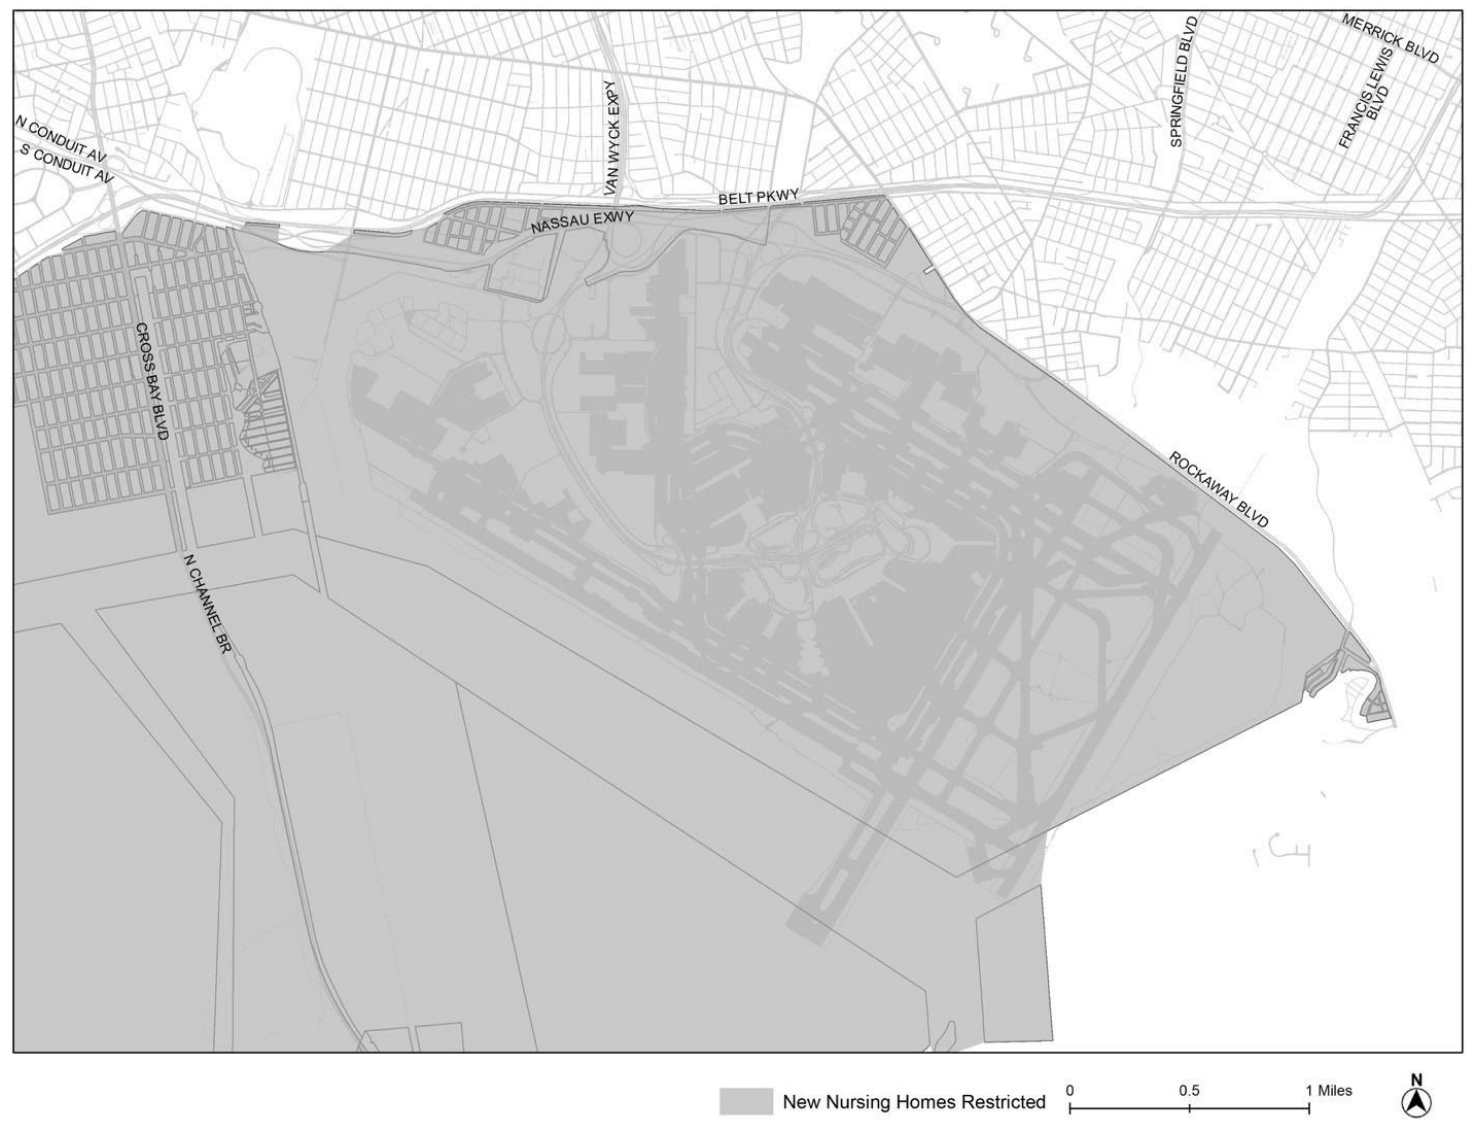 MERRICK BLVD
SPRINGFIELD BLVD
FRANCIS LEWIS
BLVD
VAN WYCK EXPY
N CONDUIT AV
S CONDUIT AV
BELT PKWY
NASSAU EXWY
CROSS BAY BLVD
ROCKAWAY BLVD
N CHANNEL BR
New Nursing Homes Restricted
0 0.5 1 Miles
N